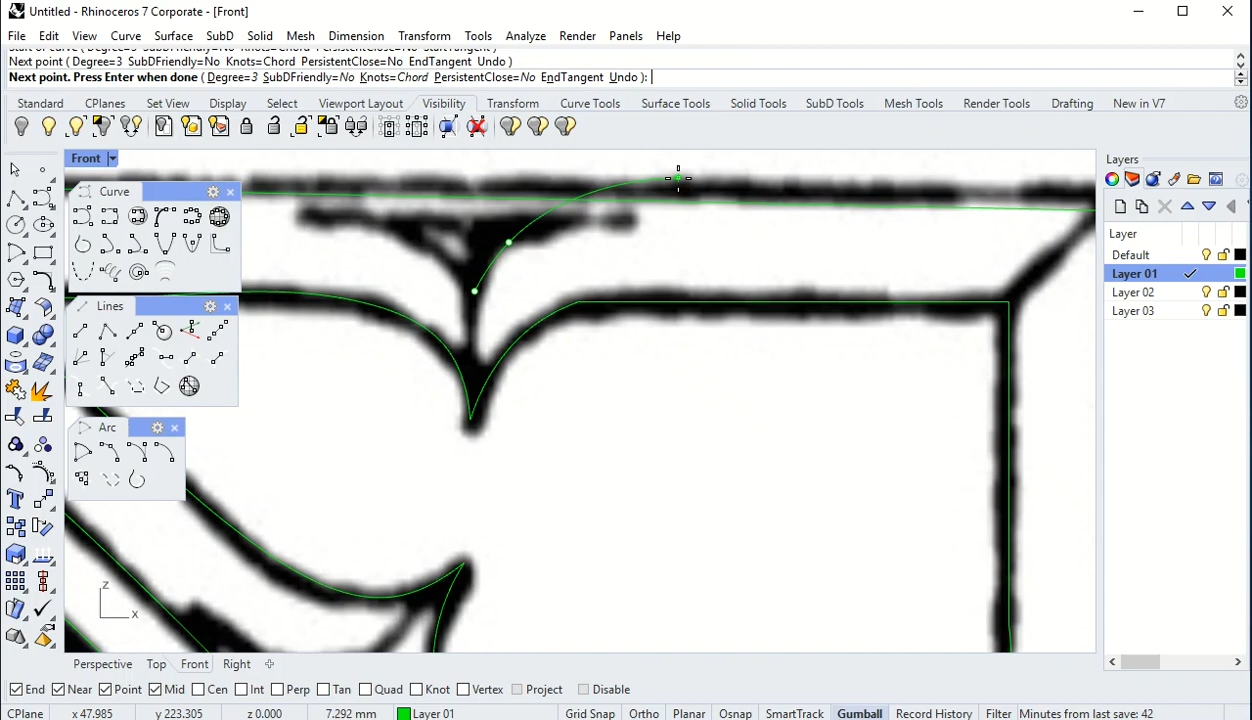 Untitled - Rhinoceros 7 Corporate - [Front]
File Edit View Curve Surface SubD Solid Mesh Dimension Transform Tools Analyze Render Panels Help
Next point ( Degree=3 SubDFriendly=No Knots=Chord PersistentClose=No EndTangent Undo )
Next point. Press Enter when done ( Degree=3 SubDFriendly=No Knots=Chord PersistentClose=No EndTangent Undo ):
Standard CPlanes Set View Display Select Viewport Layout Visibility Transform Curve Tools Surface Tools Solid Tools SubD Tools Mesh Tools Render Tools Drafting New in V7
Front
Layers
Curve
Layer
Default
Layer 01
Layer 02
Layer 03
Lines
Arc
z
x
Perspective Top Front Right
End Near Point Mid Cen Int Perp Tan Quad Knot Vertex Project Disable
CPlane x 47.985 y 223.305 z 0.000 7.292 mm Layer 01 Grid Snap Ortho Planar Osnap SmartTrack Gumball Record History Filter Minutes from last save: 42